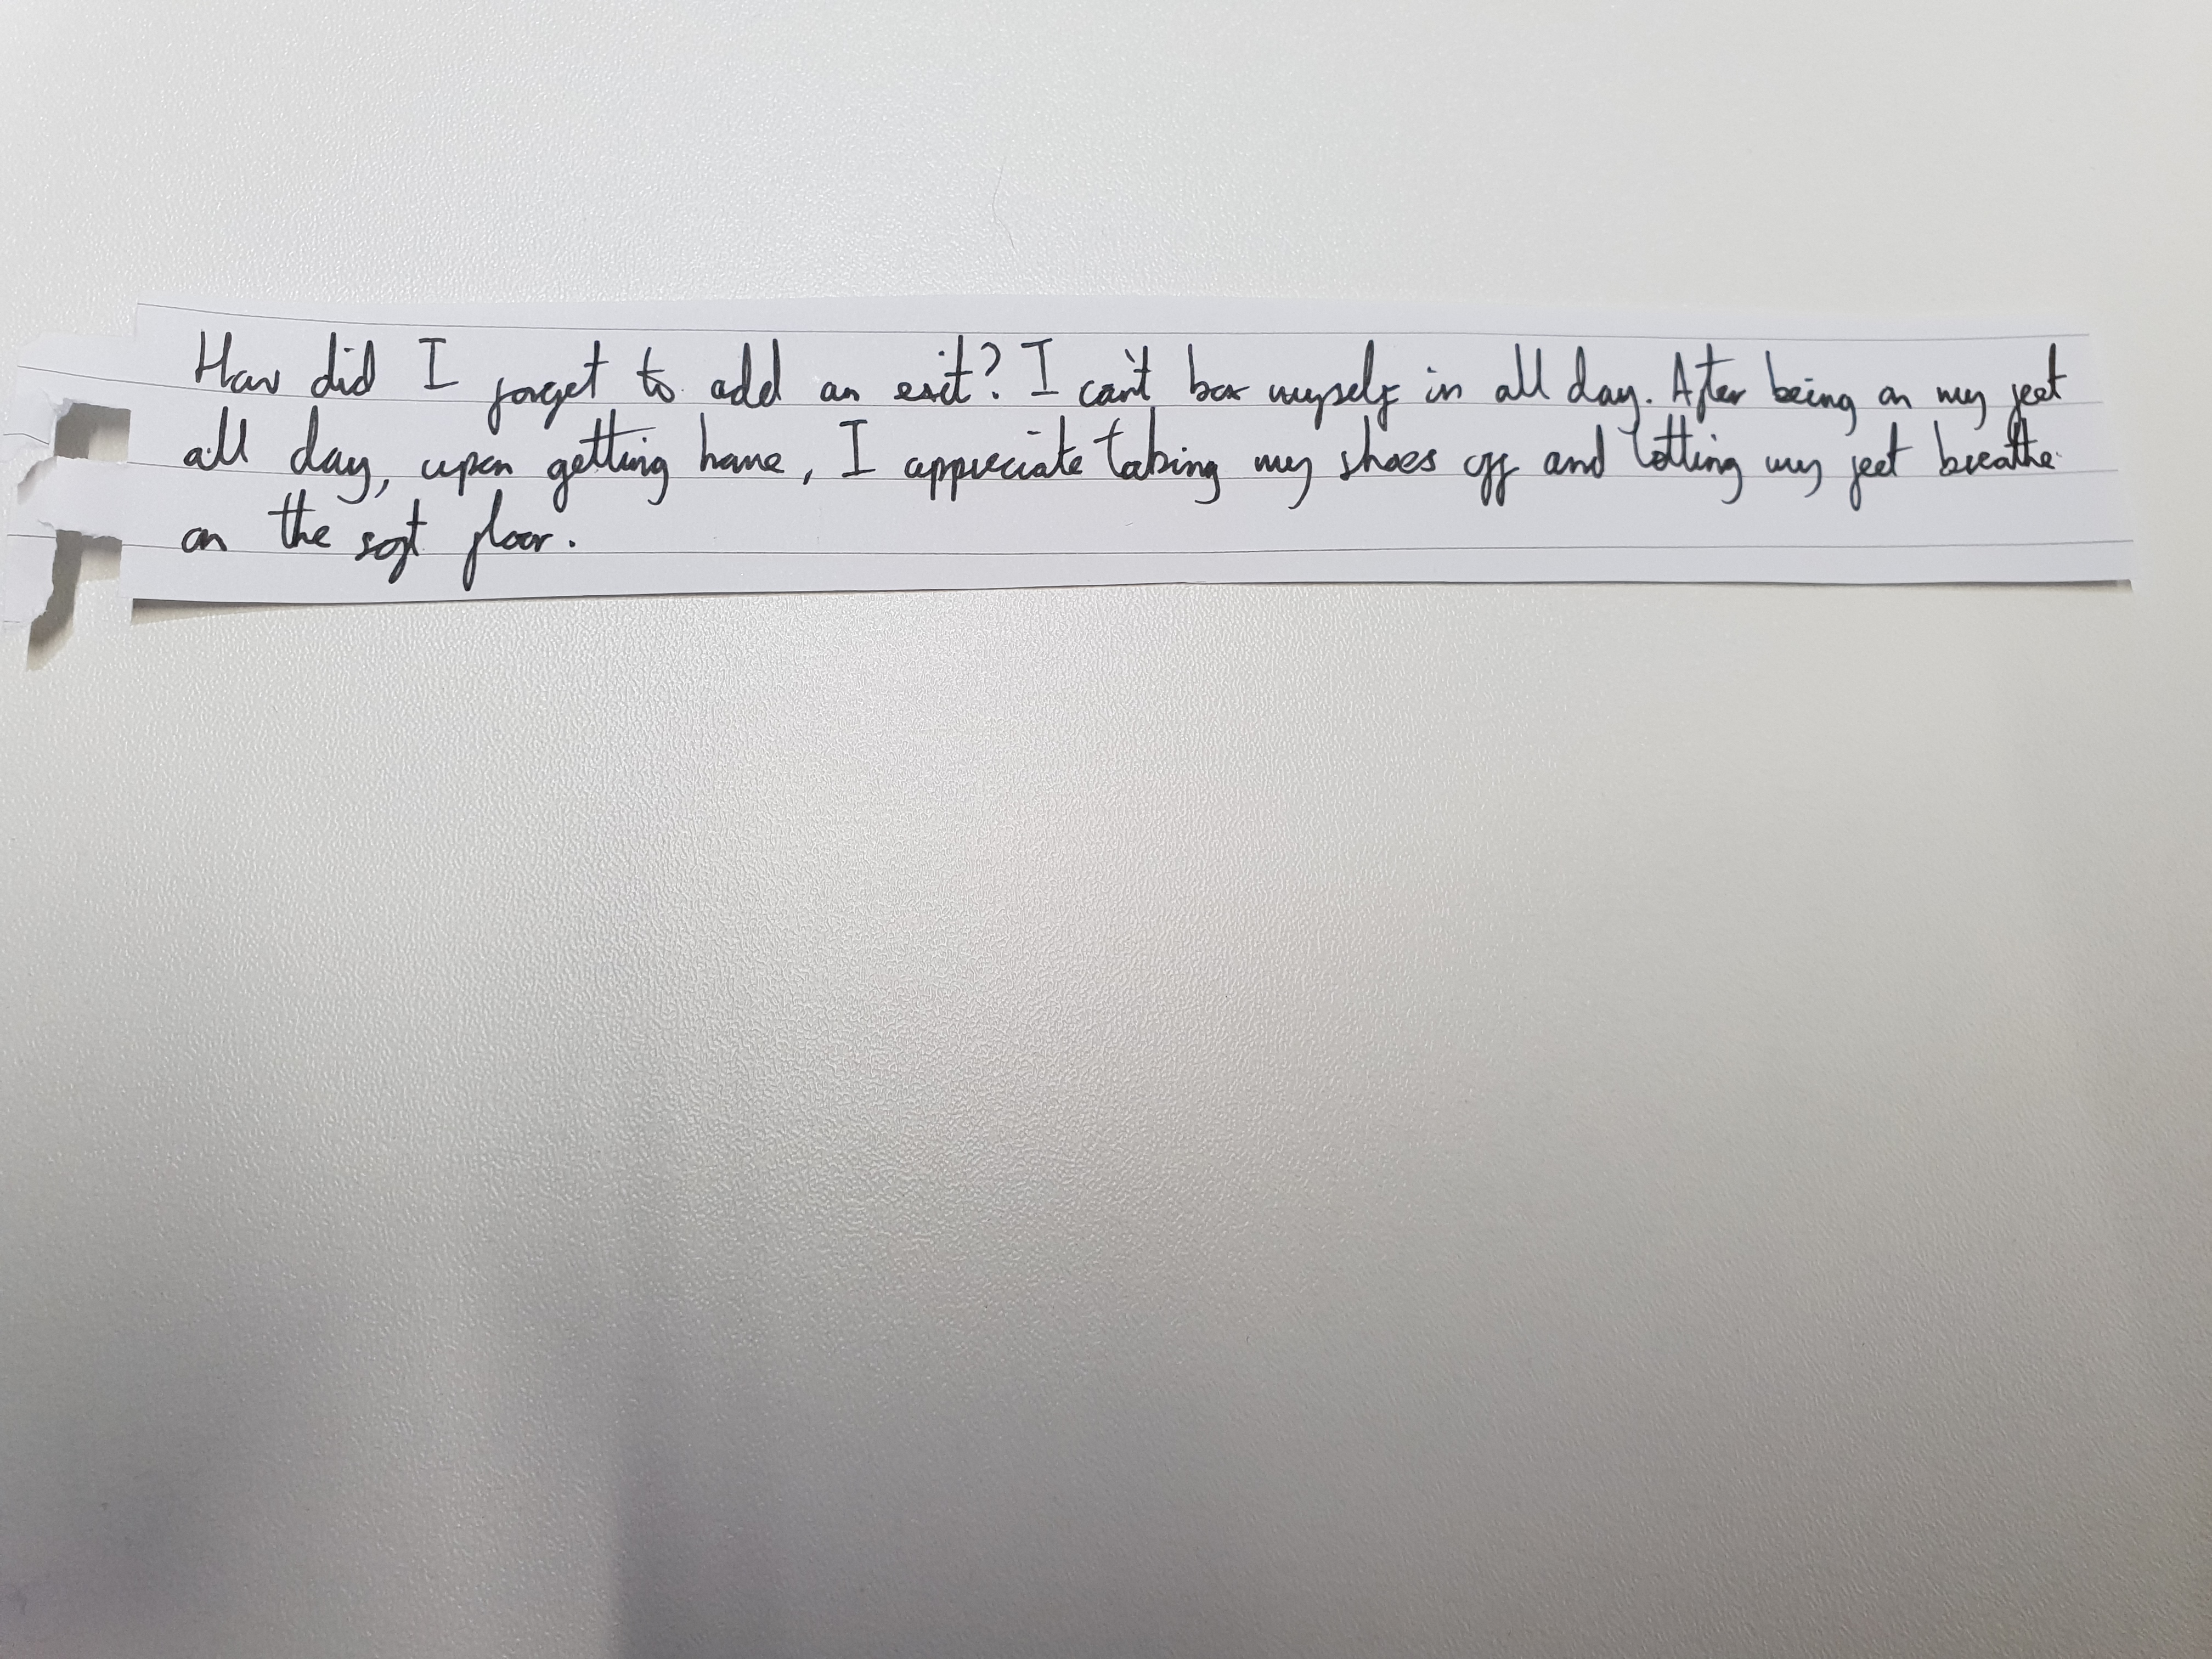 How did I forget to add an exit? I can't box myself in all day. After being on my feet
all day, upon getting home, I appreciate taking my shoes off and letting my feet breathe
on the soft floor.